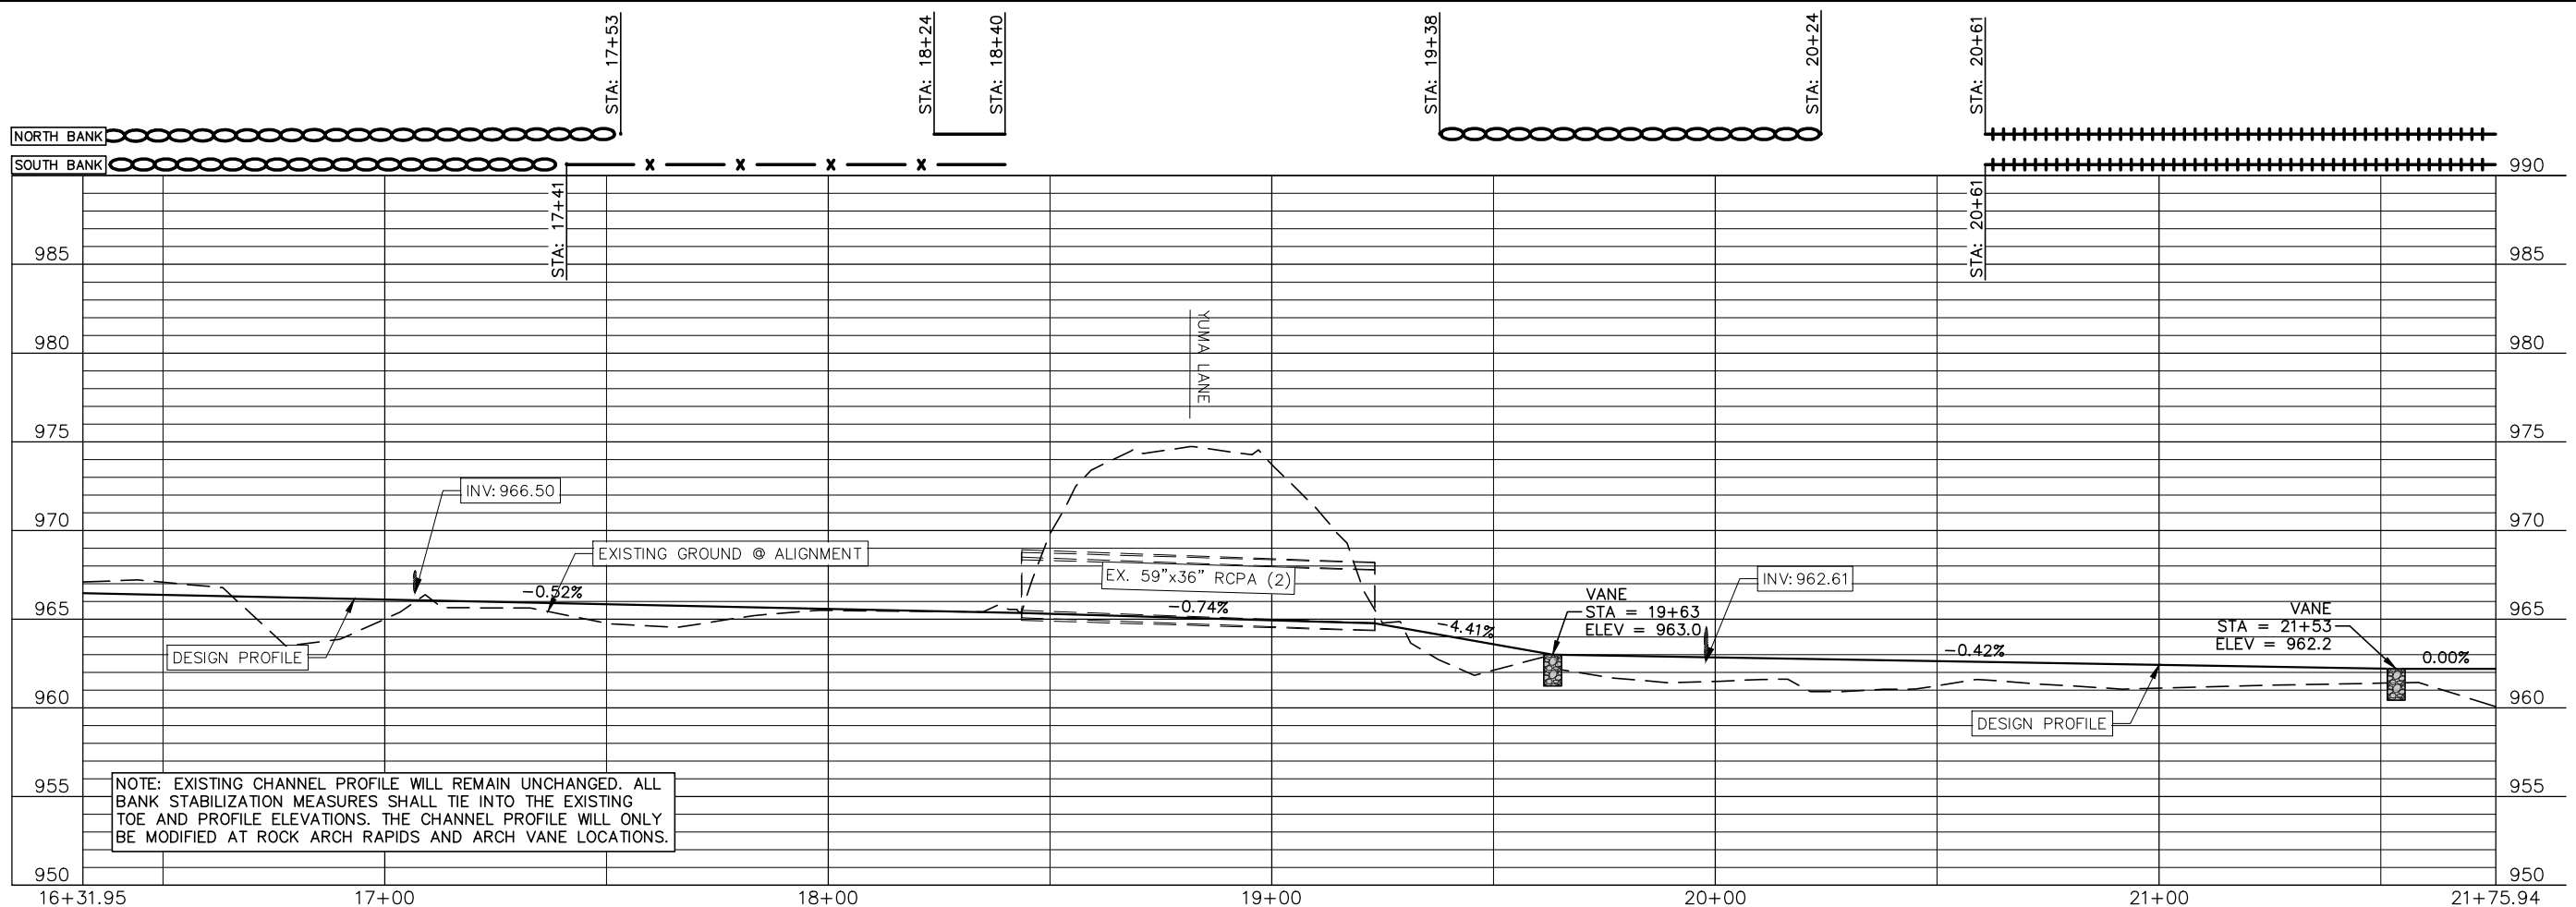 STA: 17+53
STA: 18+24
STA: 18+40
STA: 19+38
STA: 20+24
STA: 20+61
NORTH BANK
SOUTH BANK
990
STA: 17+41
STA: 20+61
985
985
980
980
YUMA LANE
975
975
INV: 966.50
970
970
EXISTING GROUND @ ALIGNMENT
EX. 59"x36" RCPA (2)
INV: 962.61
-0.52%
-0.74%
-4.41%
VANE
STA = 19+63
ELEV = 963.0
VANE
STA = 21+53
ELEV = 962.2
965
965
DESIGN PROFILE
-0.42%
0.00%
960
960
DESIGN PROFILE
NOTE: EXISTING CHANNEL PROFILE WILL REMAIN UNCHANGED. ALL
BANK STABILIZATION MEASURES SHALL TIE INTO THE EXISTING
TOE AND PROFILE ELEVATIONS. THE CHANNEL PROFILE WILL ONLY
BE MODIFIED AT ROCK ARCH RAPIDS AND ARCH VANE LOCATIONS.
955
955
950
950
16+31.95
17+00
18+00
19+00
20+00
21+00
21+75.94